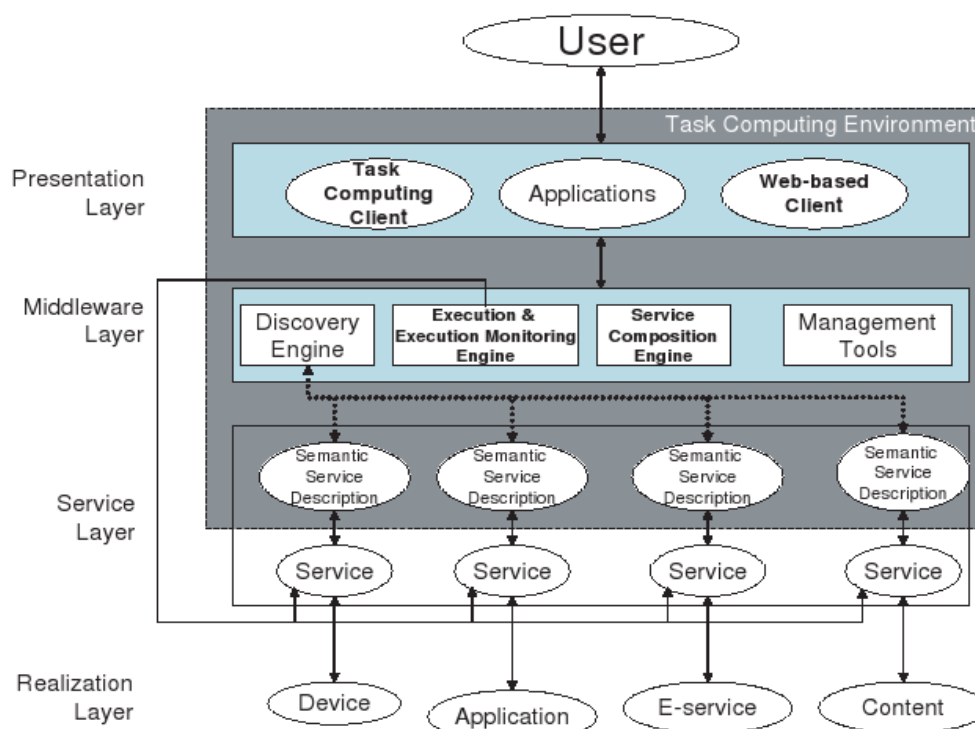 User
Task Computing Environment
Presentation
Layer
Task
Computing
Client
Applications
Web-based
Client
Middleware
Layer
Discovery
Engine
Execution &
Execution Monitoring
Engine
Service
Composition
Engine
Management
Tools
Service
Layer
Semantic
Service
Description
Semantic
Service
Description
Semantic
Service
Description
Semantic
Service
Description
Service
Service
Service
Service
Realization
Layer
Device
Application
E-service
Content